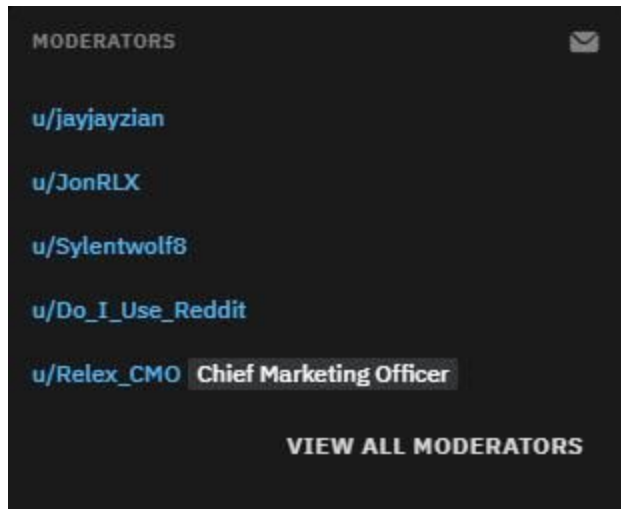 MODERATORS
u/jayjayzian
u/JonRLX
u/Sylentwolf8
u/Do_I_Use_Reddit
u/Relex_CMO Chief Marketing Officer
VIEW ALL MODERATORS